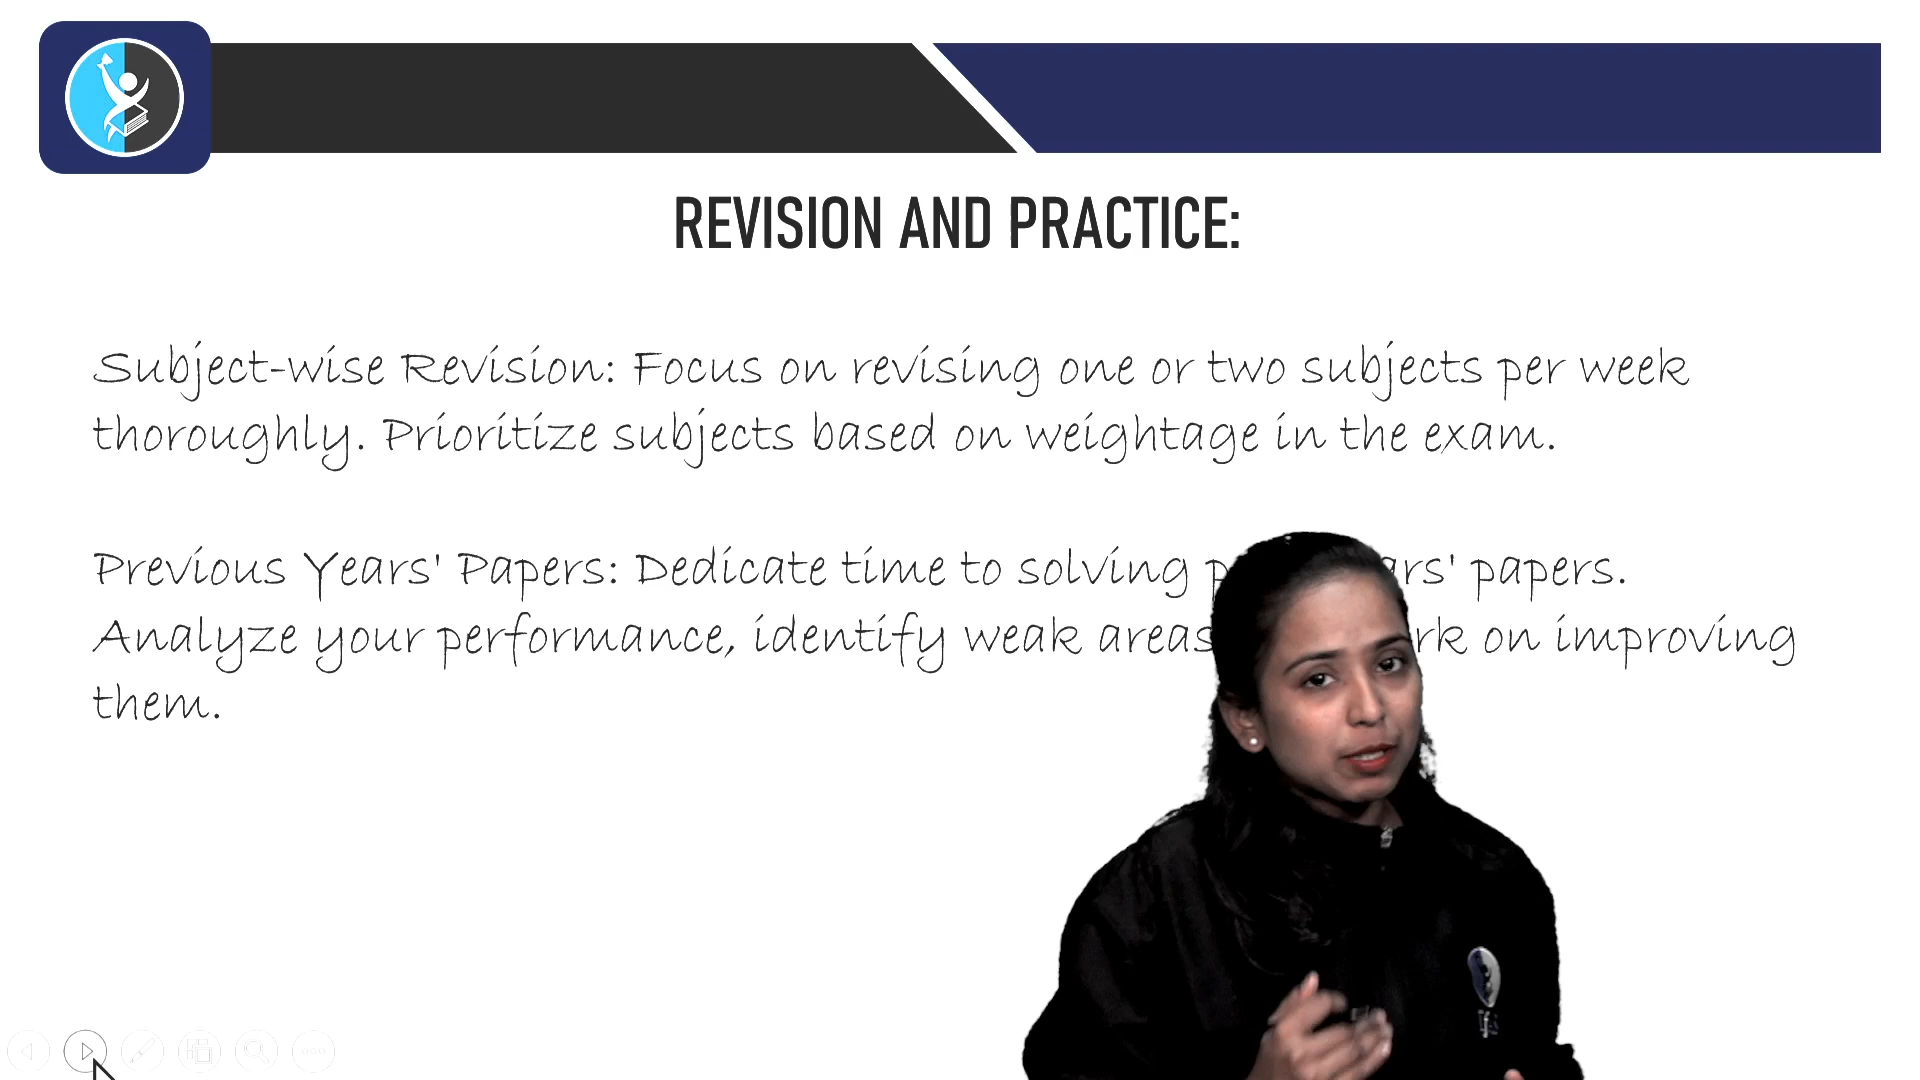 REVISION AND PRACTICE:
Subject-wise Revision: Focus on revising one or two subjects per week
thoroughly. Prioritize subjects based on weightage in the exam.
Previous Years' Papers: Dedicate time to solving papers.
Analyze your performance, identify weak areas on improving
them.